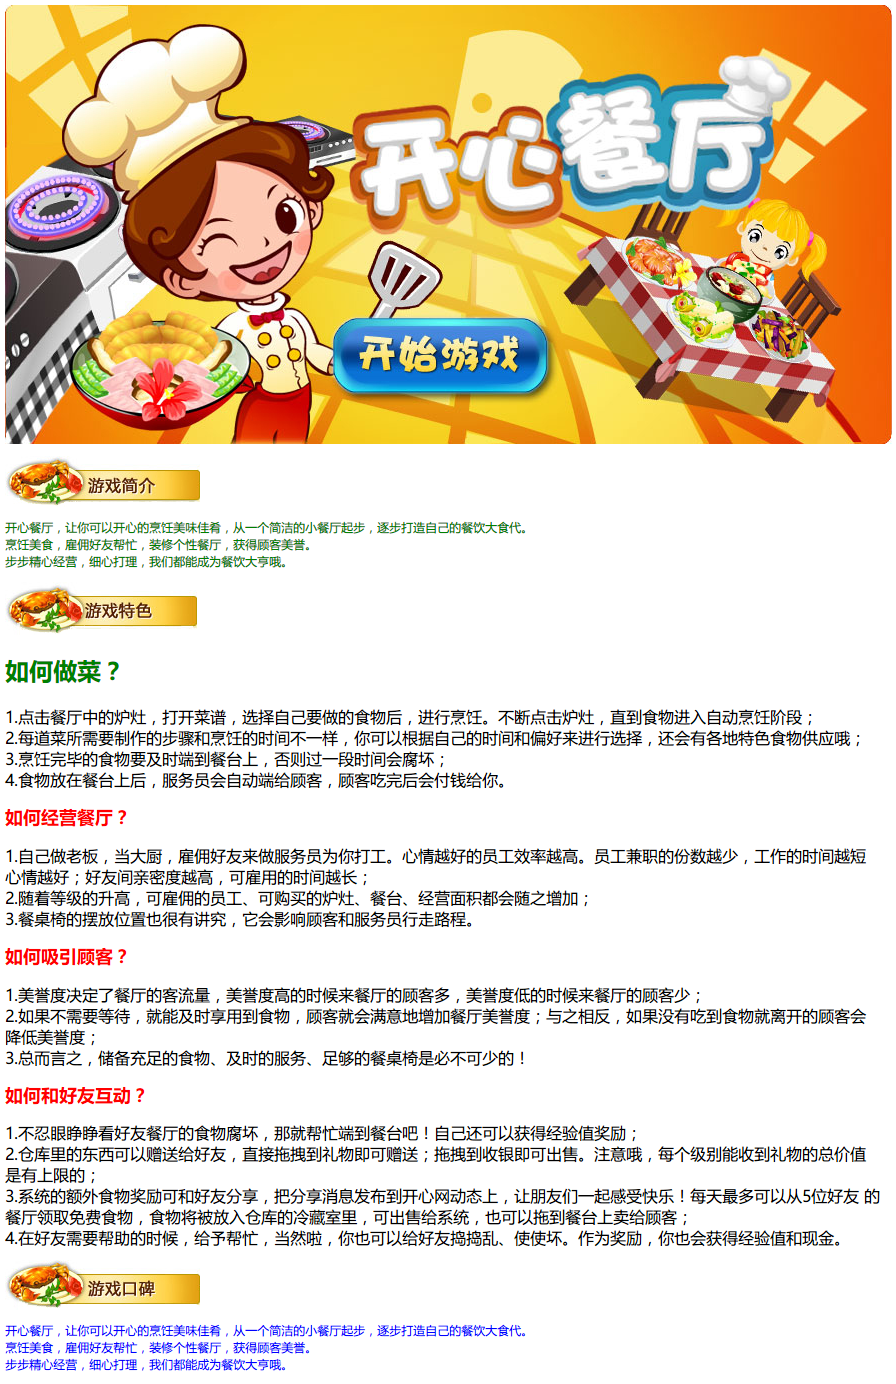 开心餐厅
开始游戏
游戏简介
开心餐厅，让你可以开心的烹饪美味佳肴，从一个简洁的小餐厅起步，逐步打造自己的餐饮大食代。
烹饪美食，雇佣好友帮忙，装修个性餐厅，获得顾客美誉。
步步精心经营，细心打理，我们都能成为餐饮大亨哦。
游戏特色
如何做菜？
1.点击餐厅中的炉灶，打开菜谱，选择自己要做的食物后，进行烹饪。不断点击炉灶，直到食物进入自动烹饪阶段；
2.每道菜所需要制作的步骤和烹饪的时间不一样，你可以根据自己的时间和偏好来进行选择，还会有各地特色食物供应哦；
3.烹饪完毕的食物要及时端到餐台上，否则过一段时间会腐坏；
4.食物放在餐台上后，服务员会自动端给顾客，顾客吃完后会付钱给你。
如何经营餐厅？
1.自己做老板，当大厨，雇佣好友来做服务员为你打工。心情越好的员工效率越高。员工兼职的份数越少，工作的时间越短
心情越好；好友间亲密度越高，可雇用的时间越长；
2.随着等级的升高，可雇佣的员工、可购买的炉灶、餐台、经营面积都会随之增加；
3.餐桌椅的摆放位置也很有讲究，它会影响顾客和服务员行走路程。
如何吸引顾客？
1.美誉度决定了餐厅的客流量，美誉度高的时候来餐厅的顾客多，美誉度低的时候来餐厅的顾客少；
2.如果不需要等待，就能及时享用到食物，顾客就会满意地增加餐厅美誉度；与之相反，如果没有吃到食物就离开的顾客会
降低美誉度；
3.总而言之，储备充足的食物、及时的服务、足够的餐桌椅是必不可少的！
如何和好友互动？
1.不忍眼睁睁看好友餐厅的食物腐坏，那就帮忙端到餐台吧！自己还可以获得经验值奖励；
2.仓库里的东西可以赠送给好友，直接拖拽到礼物即可赠送；拖拽到收银即可出售。注意哦，每个级别能收到礼物的总价值
是有上限的；
3.系统的额外食物奖励可和好友分享，把分享消息发布到开心网动态上，让朋友们一起感受快乐！每天最多可以从5位好友 的
餐厅领取免费食物，食物将被放入仓库的冷藏室里，可出售给系统，也可以拖到餐台上卖给顾客；
4.在好友需要帮助的时候，给予帮忙，当然啦，你也可以给好友捣捣乱、使使坏。作为奖励，你也会获得经验值和现金。
游戏口碑
开心餐厅，让你可以开心的烹饪美味佳肴，从一个简洁的小餐厅起步，逐步打造自己的餐饮大食代。
烹饪美食，雇佣好友帮忙，装修个性餐厅，获得顾客美誉。
步步精心经营，细心打理，我们都能成为餐饮大亨哦。